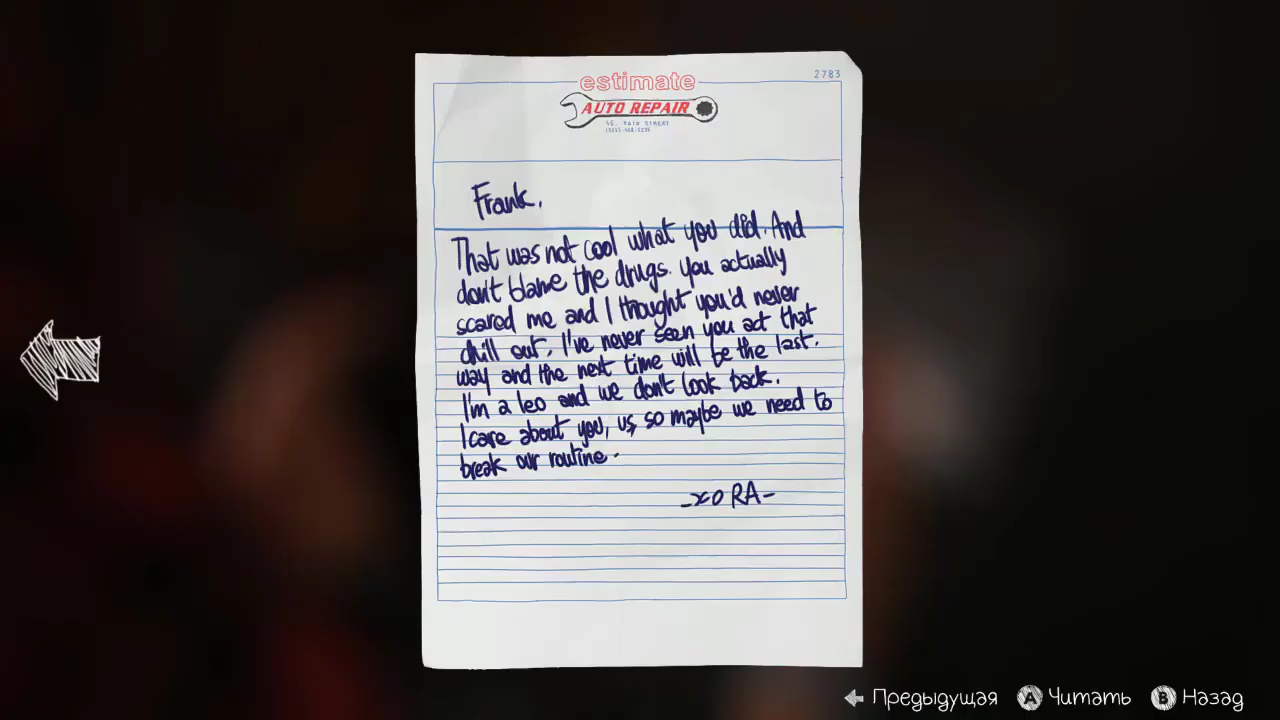 2783
estimate
AUTO REPAIR
Frank,
That was not cool what you did. And
don't blame the drugs. You actually
scared me and I thought you'd never
chill out. I've never seen you act that
way and the next time will be the last.
I'm a leo and we don't look back.
I care about you, us, so maybe we need to
break our routine.
-xo RA-
Предыдущая
A Читать
B Назад